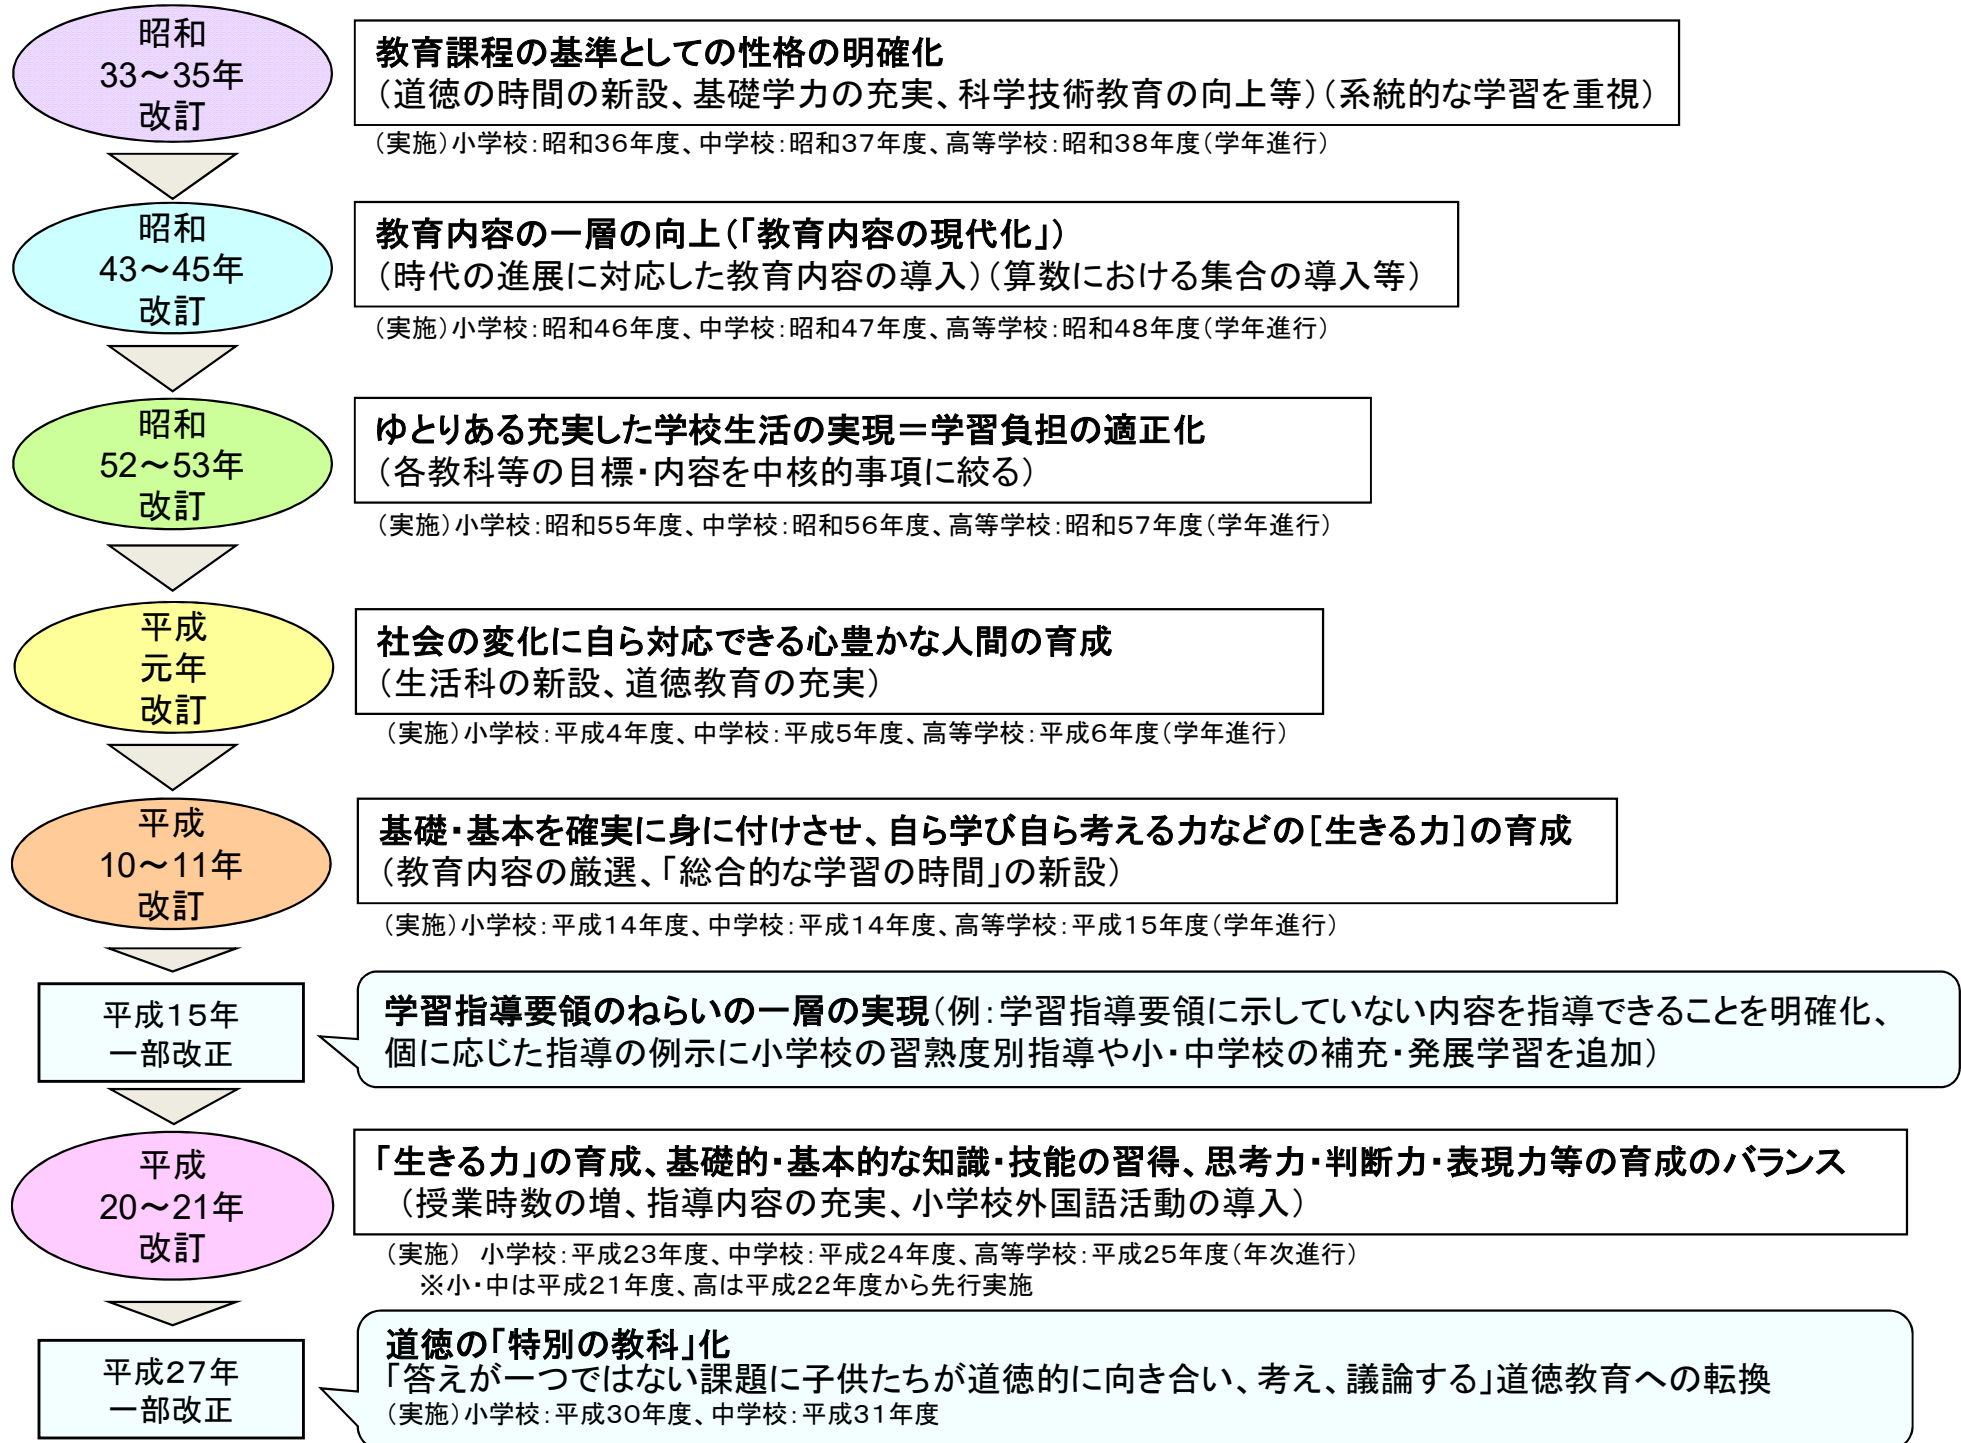 昭和
33～35年
改訂
教育課程の基準としての性格の明確化
（道徳の時間の新設、基礎学力の充実、科学技術教育の向上等）（系統的な学習を重視）
（実施）小学校：昭和36年度、中学校：昭和37年度、高等学校：昭和38年度（学年進行）
昭和
43～45年
改訂
教育内容の一層の向上（「教育内容の現代化」）
（時代の進展に対応した教育内容の導入）（算数における集合の導入等）
（実施）小学校：昭和46年度、中学校：昭和47年度、高等学校：昭和48年度（学年進行）
昭和
52～53年
改訂
ゆとりある充実した学校生活の実現＝学習負担の適正化
（各教科等の目標・内容を中核的事項に絞る）
（実施）小学校：昭和55年度、中学校：昭和56年度、高等学校：昭和57年度（学年進行）
平成
元年
改訂
社会の変化に自ら対応できる心豊かな人間の育成
（生活科の新設、道徳教育の充実）
（実施）小学校：平成4年度、中学校：平成5年度、高等学校：平成6年度（学年進行）
平成
10～11年
改訂
基礎・基本を確実に身に付けさせ、自ら学び自ら考える力などの［生きる力］の育成
（教育内容の厳選、「総合的な学習の時間」の新設）
（実施）小学校：平成14年度、中学校：平成14年度、高等学校：平成15年度（学年進行）
平成15年
一部改正
学習指導要領のねらいの一層の実現（例：学習指導要領に示していない内容を指導できることを明確化、
個に応じた指導の例示に小学校の習熟度別指導や小・中学校の補充・発展学習を追加）
平成
20～21年
改訂
「生きる力」の育成、基礎的・基本的な知識・技能の習得、思考力・判断力・表現力等の育成のバランス
（授業時数の増、指導内容の充実、小学校外国語活動の導入）
（実施） 小学校：平成23年度、中学校：平成24年度、高等学校：平成25年度（年次進行）
※小・中は平成21年度、高は平成22年度から先行実施
平成27年
一部改正
道徳の「特別の教科」化
「答えが一つではない課題に子供たちが道徳的に向き合い、考え、議論する」道徳教育への転換
（実施）小学校：平成30年度、中学校：平成31年度